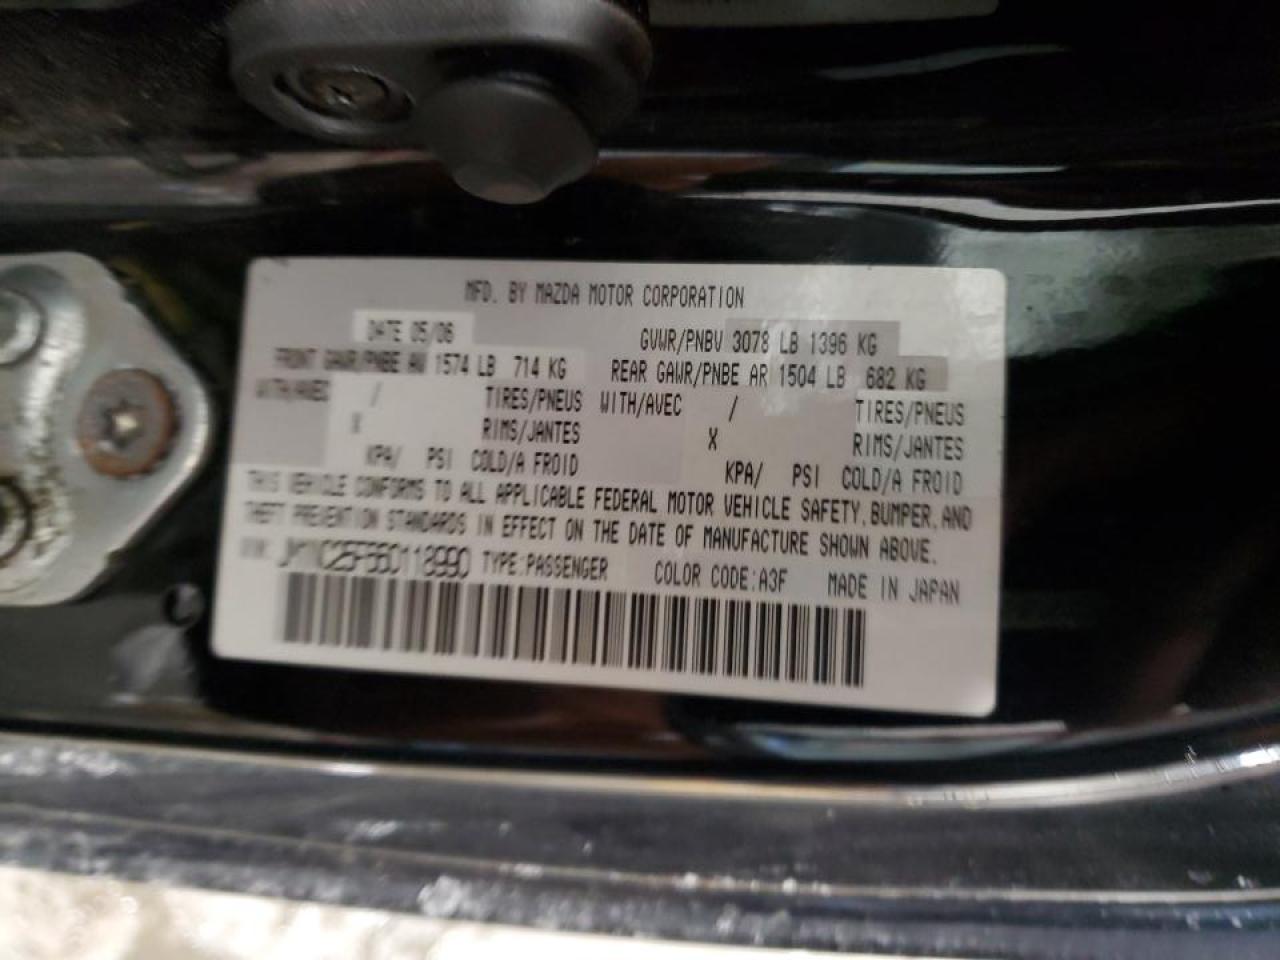 MFD. BY MAZDA MOTOR CORPORATION
DATE 05/06 GVWR/PNBV 3078 LB 1396 KG
FRONT GAWR/PNBE AV 1574 LB 714 KG REAR GAWR/PNBE AR 1504 LB 682 KG
WITH/AVEC / TIRES/PNEUS WITH/AVEC / TIRES/PNEUS
X RIMS/JANTES X RIMS/JANTES
KPA/ PSI COLD/A FROID KPA/ PSI COLD/A FROID
THIS VEHICLE CONFORMS TO ALL APPLICABLE FEDERAL MOTOR VEHICLE SAFETY, BUMPER, AND
THEFT PREVENTION STANDARDS IN EFFECT ON THE DATE OF MANUFACTURE SHOWN ABOVE.
VIN: JM1NC25F560118990 TYPE:PASSENGER COLOR CODE:A3F MADE IN JAPAN